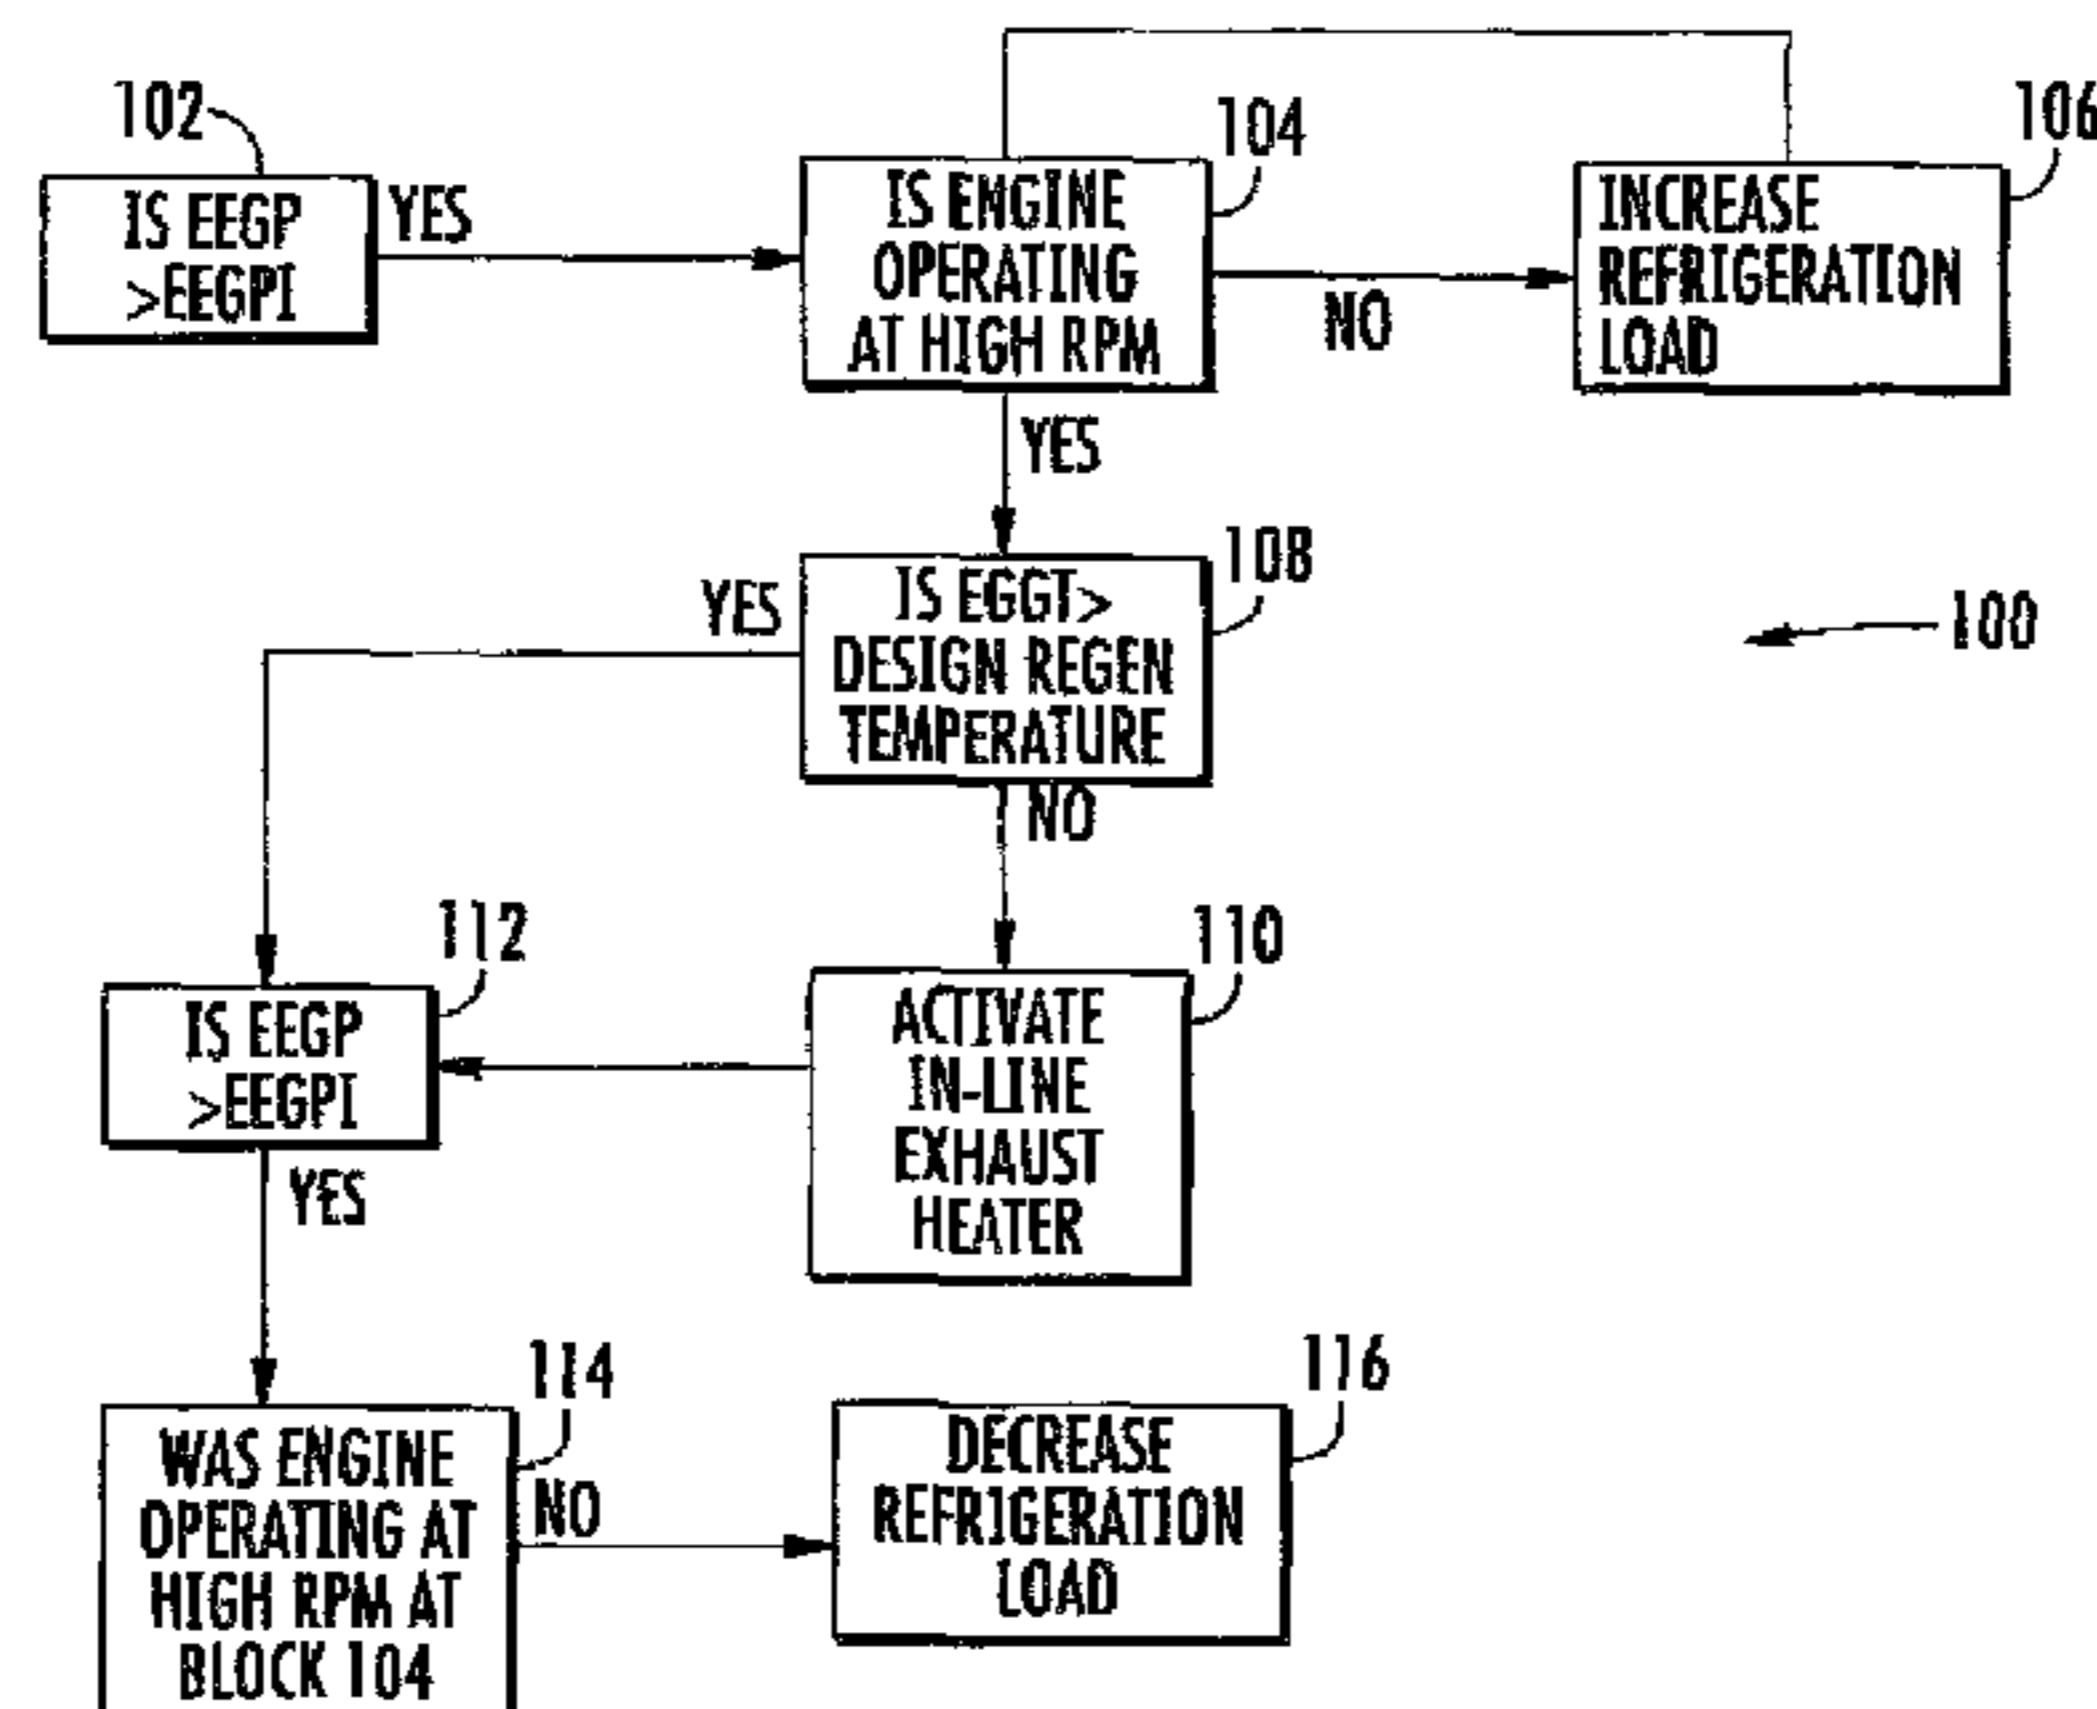 102
IS EEGP
>EEGPI
YES
104
IS ENGINE
OPERATING
AT HIGH RPM
NO
106
INCREASE
REFRIGERATION
LOAD
YES
108
IS EGGT>
DESIGN REGEN
TEMPERATURE
YES
NO
100
112
IS EEGP
>EEGPI
YES
110
ACTIVATE
IN-LINE
EXHAUST
HEATER
114
WAS ENGINE
OPERATING AT
HIGH RPM AT
BLOCK 104
NO
116
DECREASE
REFRIGERATION
LOAD